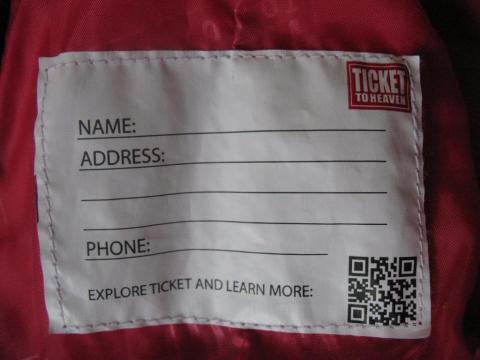 TICKET
TO HEAVEN
NAME:
ADDRESS:
PHONE:
EXPLORE TICKET AND LEARN MORE: